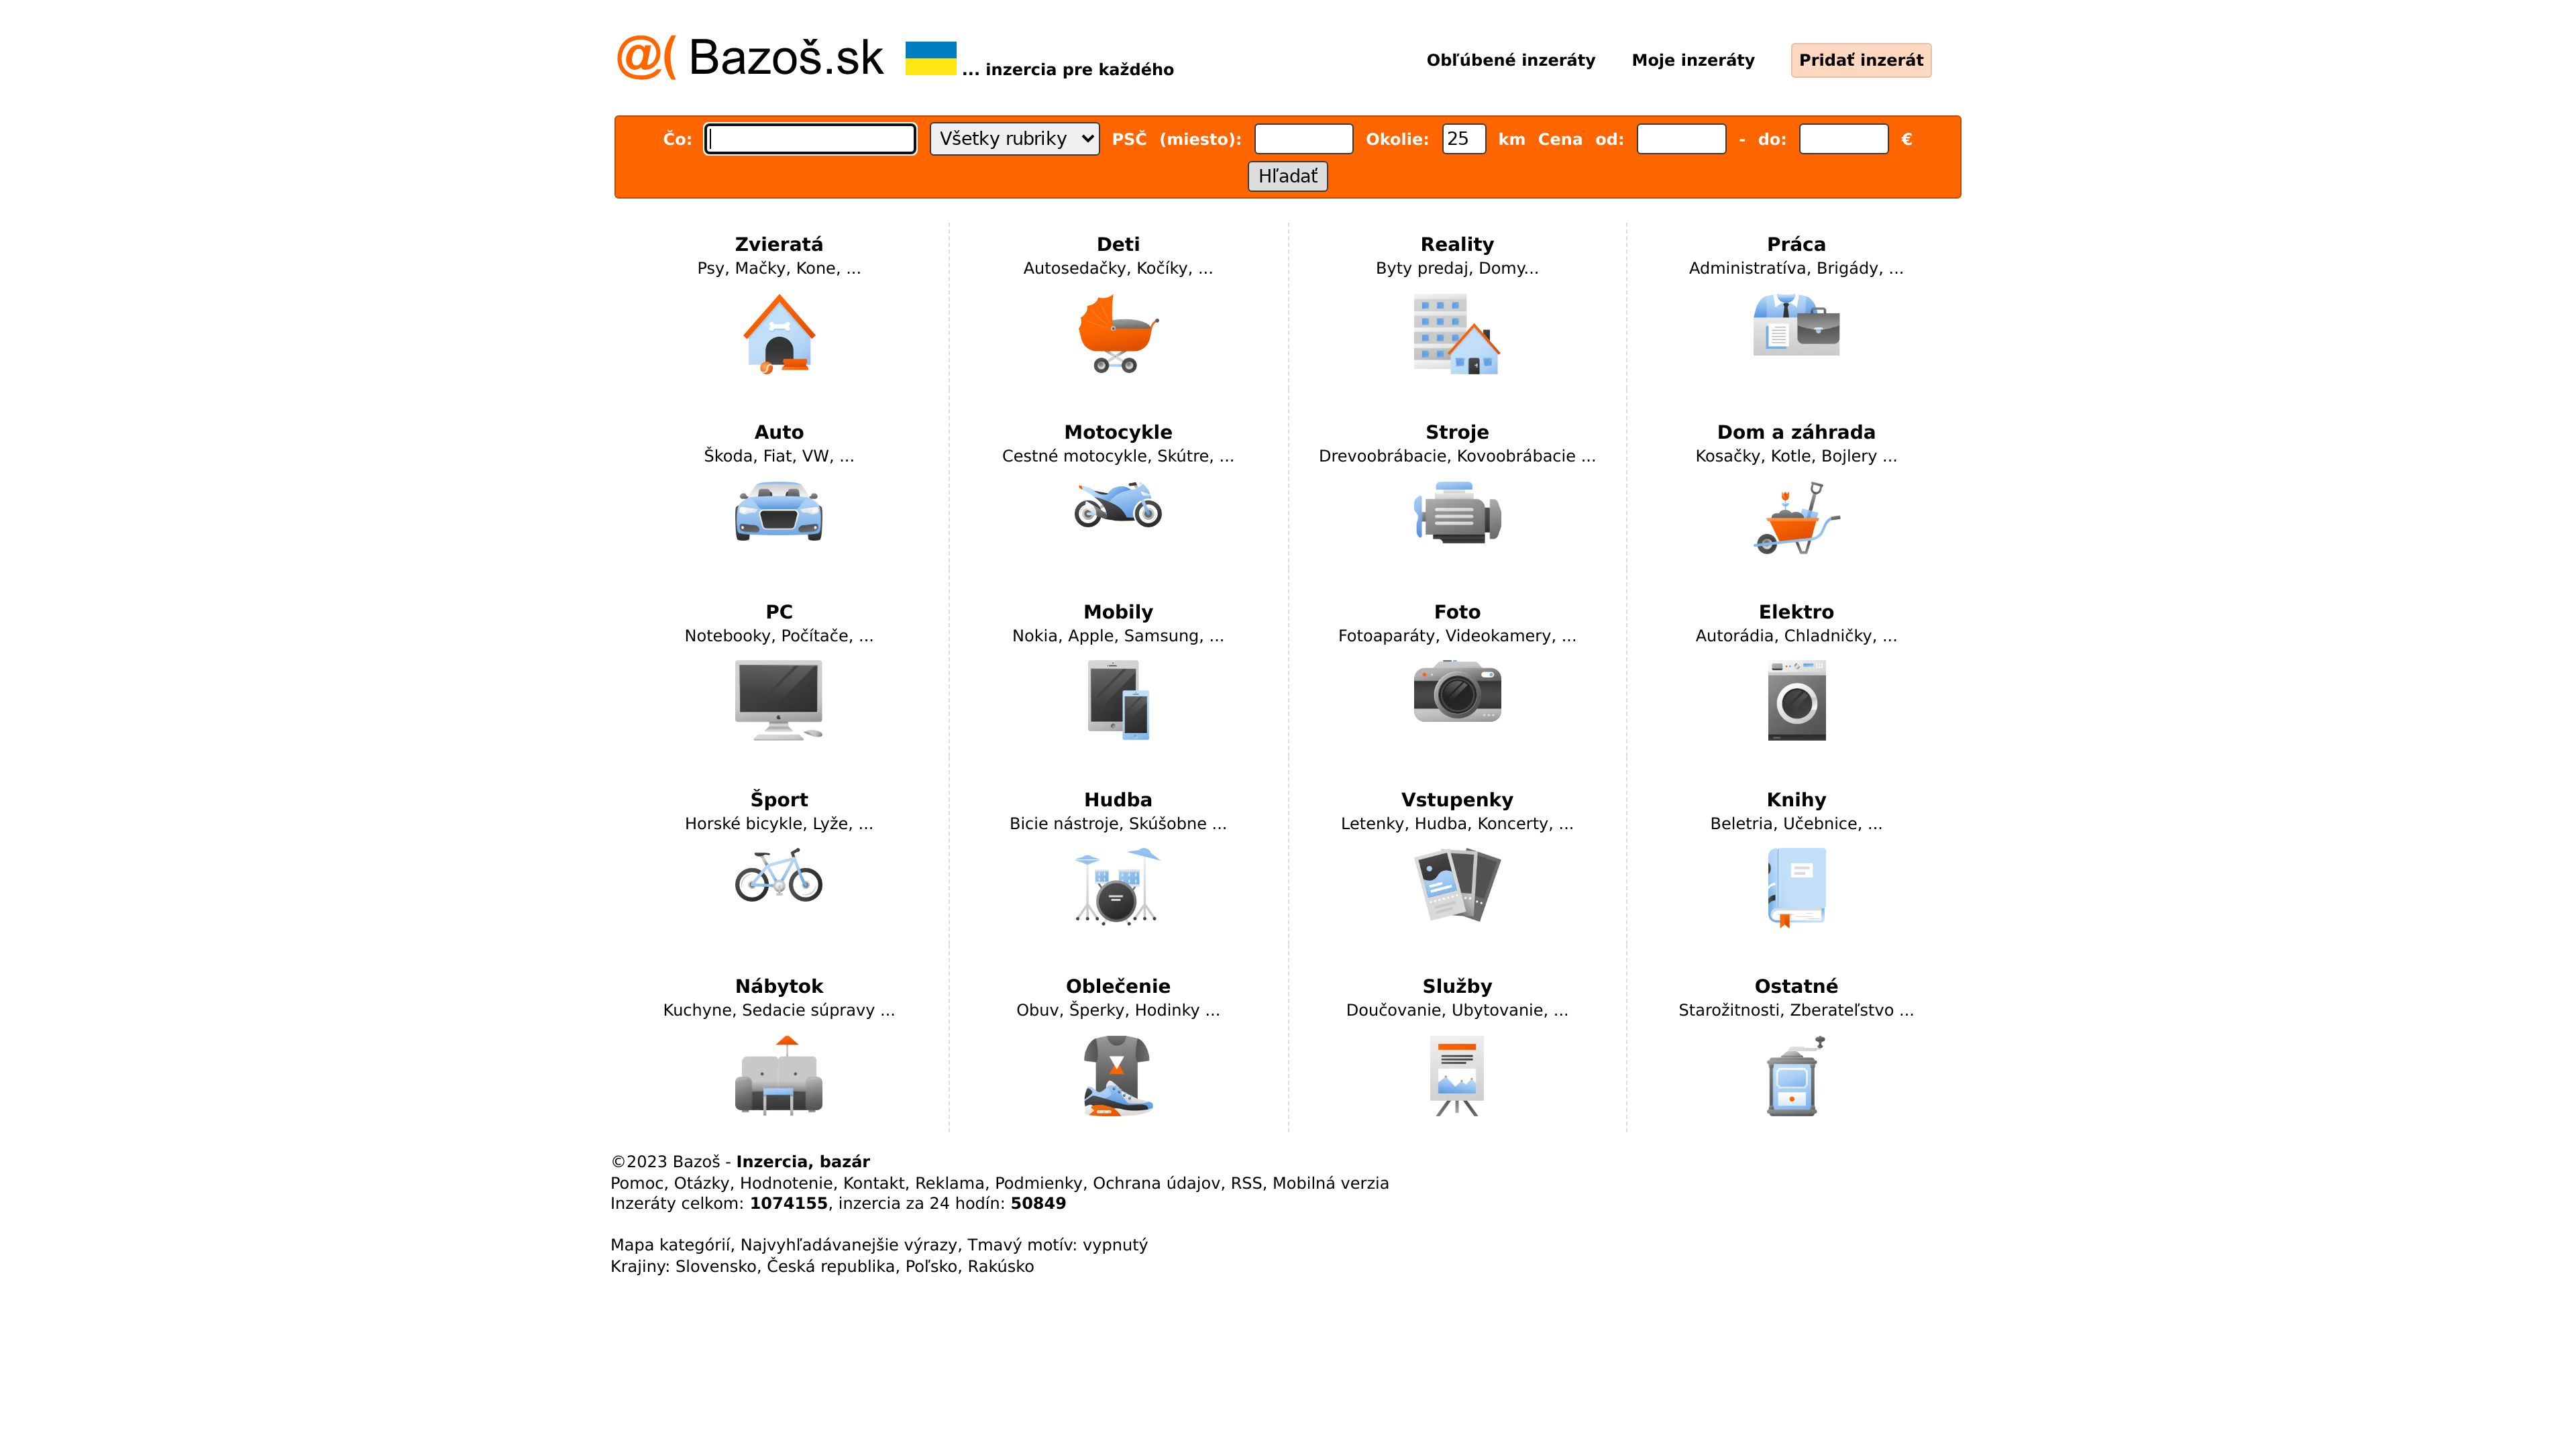 @( Bazoš.sk ... inzercia pre každého Obľúbené inzeráty Moje inzeráty Pridať inzerát
Čo: Všetky rubriky PSČ (miesto): Okolie: 25 km Cena od: - do: €
Hľadať
Zvieratá Deti Reality Práca
Psy, Mačky, Kone, ... Autosedačky, Kočíky, ... Byty predaj, Domy... Administratíva, Brigády, ...
Auto Motocykle Stroje Dom a záhrada
Škoda, Fiat, VW, ... Cestné motocykle, Skútre, ... Drevoobrábacie, Kovoobrábacie ... Kosačky, Kotle, Bojlery ...
PC Mobily Foto Elektro
Notebooky, Počítače, ... Nokia, Apple, Samsung, ... Fotoaparáty, Videokamery, ... Autorádia, Chladničky, ...
Šport Hudba Vstupenky Knihy
Horské bicykle, Lyže, ... Bicie nástroje, Skúšobne ... Letenky, Hudba, Koncerty, ... Beletria, Učebnice, ...
Nábytok Oblečenie Služby Ostatné
Kuchyne, Sedacie súpravy ... Obuv, Šperky, Hodinky ... Doučovanie, Ubytovanie, ... Starožitnosti, Zberateľstvo ...
©2023 Bazoš - Inzercia, bazár
Pomoc, Otázky, Hodnotenie, Kontakt, Reklama, Podmienky, Ochrana údajov, RSS, Mobilná verzia
Inzeráty celkom: 1074155, inzercia za 24 hodín: 50849
Mapa kategórií, Najvyhľadávanejšie výrazy, Tmavý motív: vypnutý
Krajiny: Slovensko, Česká republika, Poľsko, Rakúsko